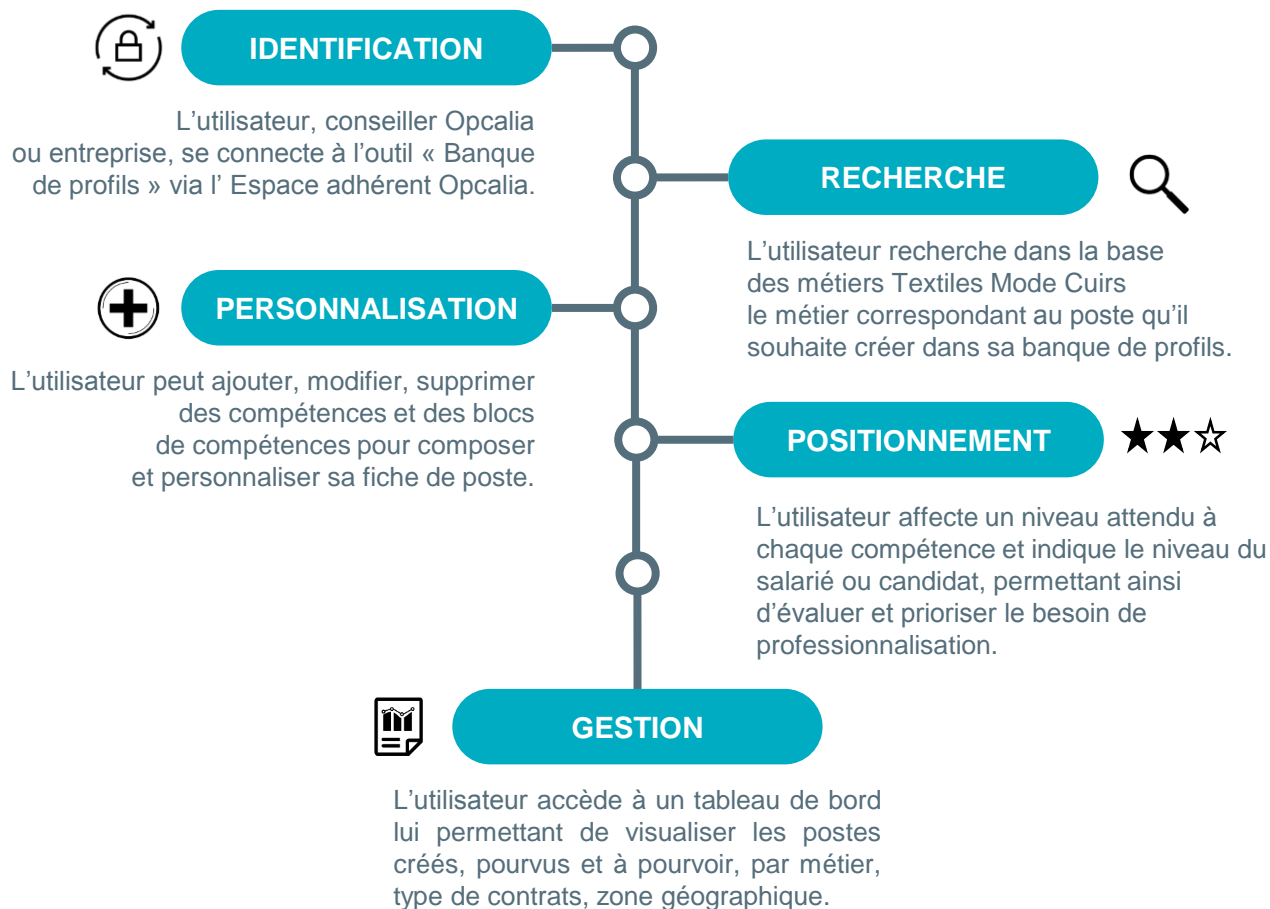 IDENTIFICATION
L'utilisateur, conseiller Opcalia
ou entreprise, se connecte à l'outil « Banque
de profils » via l' Espace adhérent Opcalia.
RECHERCHE
L'utilisateur recherche dans la base
des métiers Textiles Mode Cuirs
le métier correspondant au poste qu'il
souhaite créer dans sa banque de profils.
PERSONNALISATION
L'utilisateur peut ajouter, modifier, supprimer
des compétences et des blocs
de compétences pour composer
et personnaliser sa fiche de poste.
POSITIONNEMENT
L'utilisateur affecte un niveau attendu à
chaque compétence et indique le niveau du
salarié ou candidat, permettant ainsi
d'évaluer et prioriser le besoin de
professionnalisation.
GESTION
L'utilisateur accède à un tableau de bord
lui permettant de visualiser les postes
créés, pourvus et à pourvoir, par métier,
type de contrats, zone géographique.